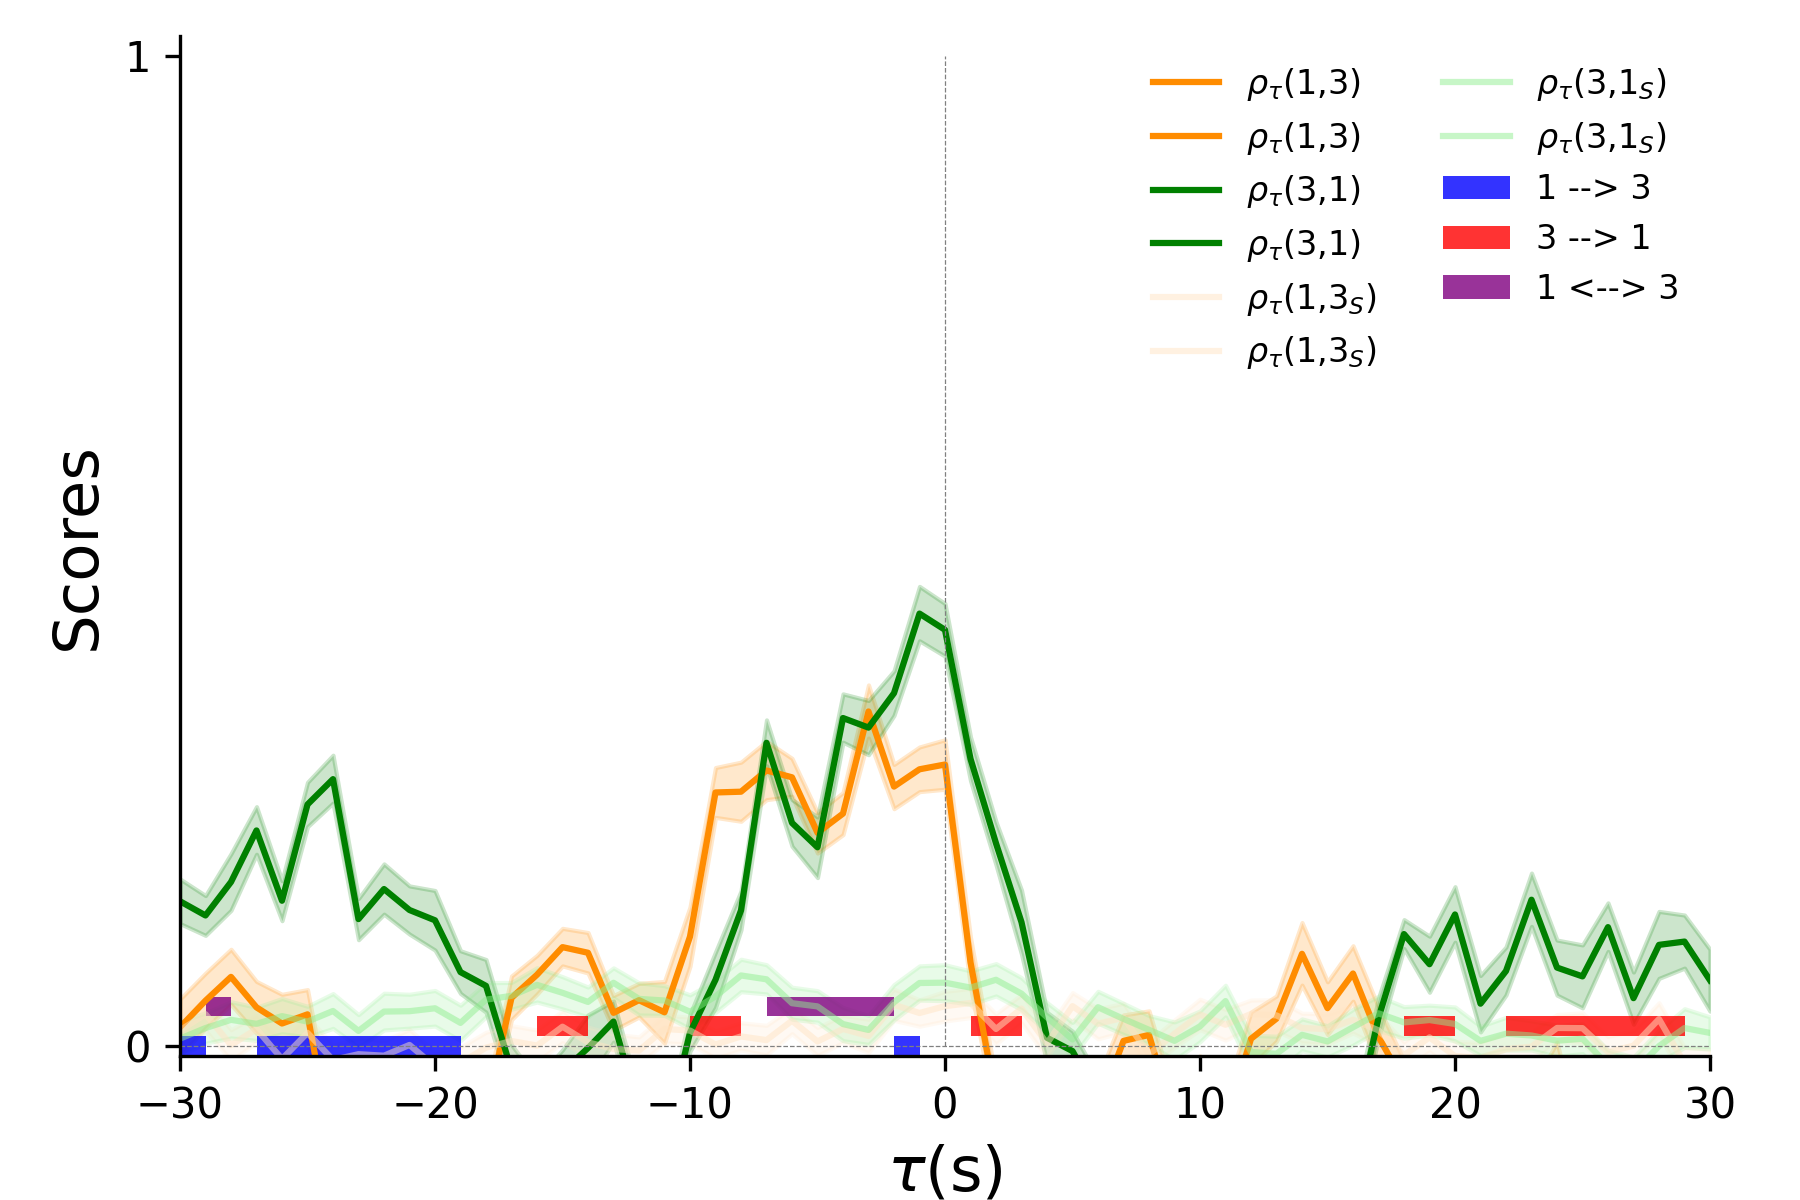 1
Scores
0
ρτ(1,3)
ρτ(1,3)
ρτ(3,1)
ρτ(3,1)
ρτ(1,3S)
ρτ(1,3S)
ρτ(3,1S)
ρτ(3,1S)
1 --> 3
3 --> 1
1 <--> 3
−30 −20 −10 0 10 20 30
τ(s)